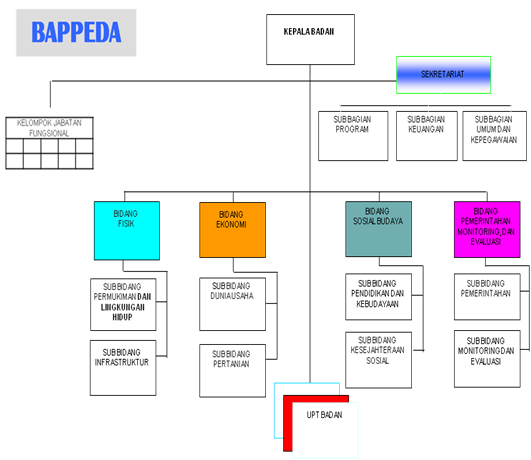 BAPPEDA
KEPALA BADAN
SEKRETARIAT
KELOMPOK JABATAN
FUNGSIONAL
SUBBAGIAN
PROGRAM
SUBBAGIAN
KEUANGAN
SUBBAGIAN
UMUM DAN
KEPEGAWAIAN
BIDANG
FISIK
BIDANG
EKONOMI
BIDANG
SOSIAL BUDAYA
BIDANG
PEMERINTAHAN
MONITORING, DAN
EVALUASI
SUBBIDANG
PERMUKIMAN DAN
LINGKUNGAN
HIDUP
SUBBIDANG
DUNIA USAHA
SUBBIDANG
PENDIDIKAN DAN
KEBUDAYAAN
SUBBIDANG
PEMERINTAHAN
SUBBIDANG
INFRASTRUKTUR
SUBBIDANG
PERTANIAN
SUBBIDANG
KESEJAHTERAAN
SOSIAL
SUBBIDANG
MONITORING DAN
EVALUASI
UPT BADAN